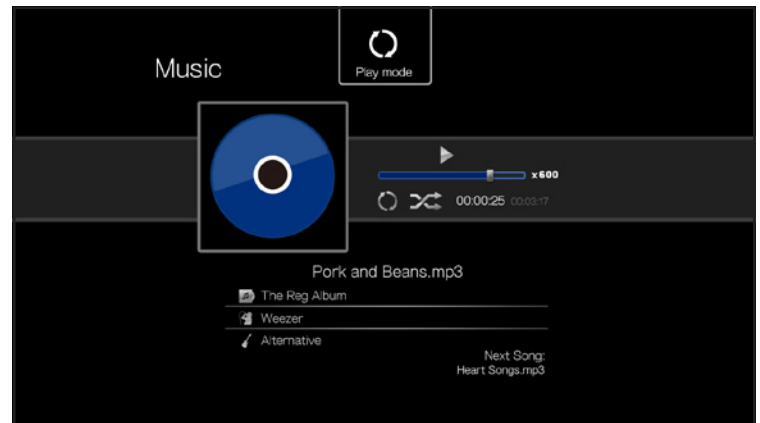 Music
Play mode
x600
00:00:25 00:03:17
Pork and Beans.mp3
The Reg Album
Weezer
Alternative
Next Song:
Heart Songs.mp3